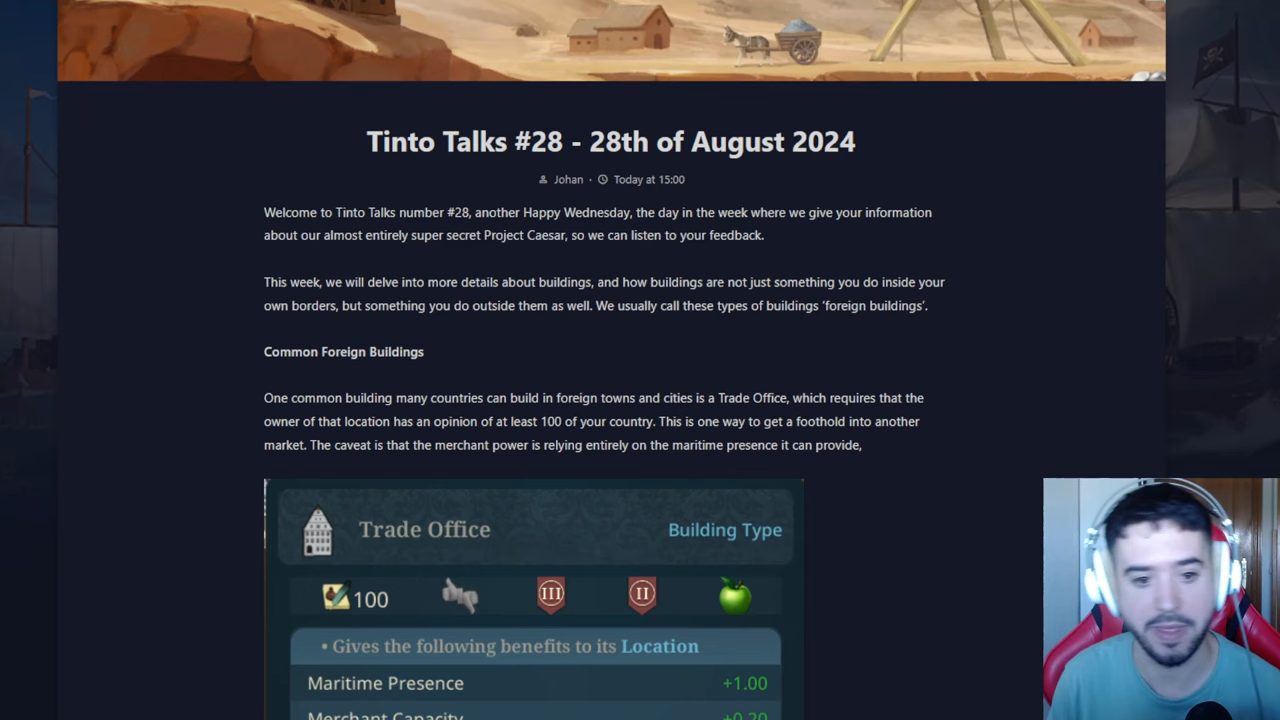 Tinto Talks #28 - 28th of August 2024
Johan · Today at 15:00
Welcome to Tinto Talks number #28, another Happy Wednesday, the day in the week where we give your information
about our almost entirely super secret Project Caesar, so we can listen to your feedback.
This week, we will delve into more details about buildings, and how buildings are not just something you do inside your
own borders, but something you do outside them as well. We usually call these types of buildings ‘foreign buildings’.
Common Foreign Buildings
One common building many countries can build in foreign towns and cities is a Trade Office, which requires that the
owner of that location has an opinion of at least 100 of your country. This is one way to get a foothold into another
market. The caveat is that the merchant power is relying entirely on the maritime presence it can provide,
Trade Office Building Type
100 III II
• Gives the following benefits to its Location
Maritime Presence +1.00
Merchant Capacity +0.20